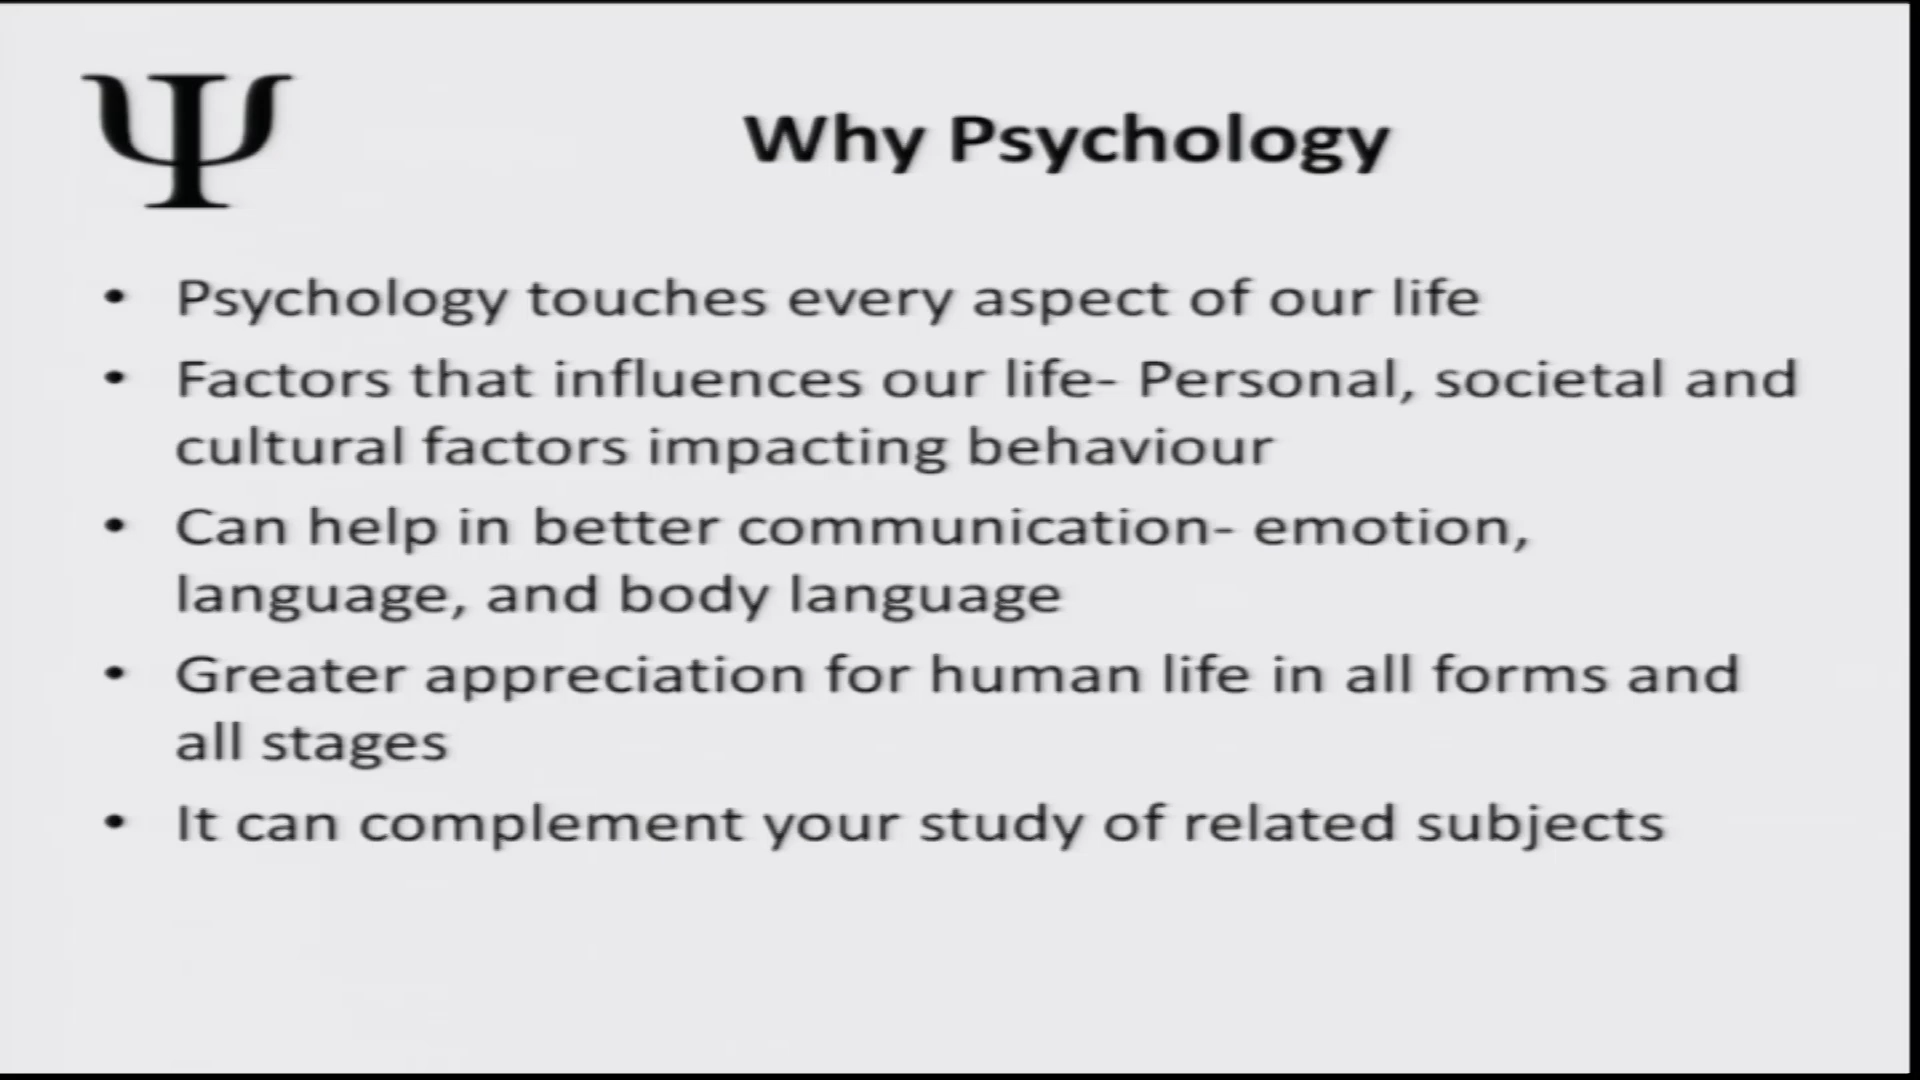 Ψ
Why Psychology
• Psychology touches every aspect of our life
• Factors that influences our life- Personal, societal and
cultural factors impacting behaviour
• Can help in better communication- emotion,
language, and body language
• Greater appreciation for human life in all forms and
all stages
• It can complement your study of related subjects